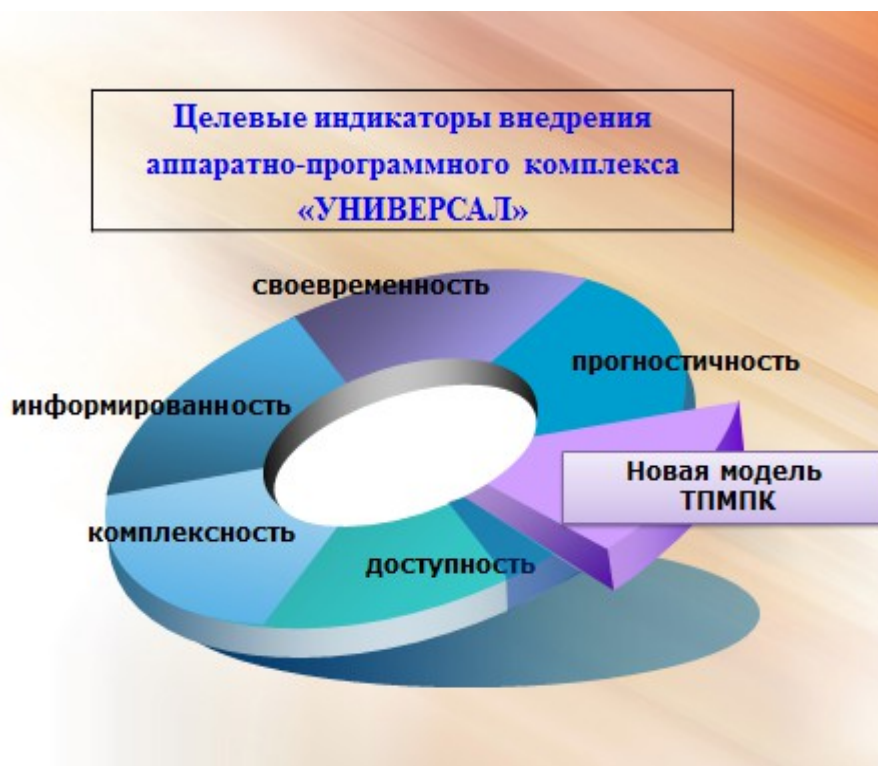 Целевые индикаторы внедрения
аппаратно-программного комплекса
«УНИВЕРСАЛ»
своевременность
прогностичность
информированность
Новая модель
ТПМПК
комплексность
доступность